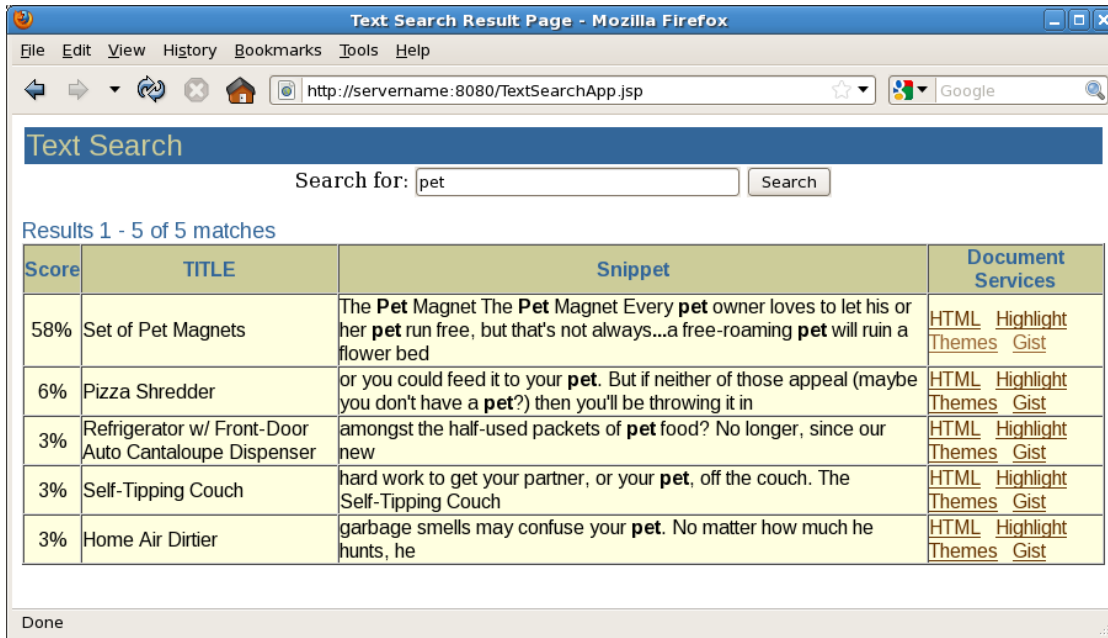 Text Search Result Page - Mozilla Firefox
File Edit View History Bookmarks Tools Help
http://servername:8080/TextSearchApp.jsp Google
Text Search
Search for: pet Search
Results 1 - 5 of 5 matches
Score TITLE Snippet Document Services
58% Set of Pet Magnets
The Pet Magnet The Pet Magnet Every pet owner loves to let his or
her pet run free, but that's not always...a free-roaming pet will ruin a
flower bed
HTML Highlight
Themes Gist
6% Pizza Shredder
or you could feed it to your pet. But if neither of those appeal (maybe
you don't have a pet?) then you'll be throwing it in
HTML Highlight
Themes Gist
3% Refrigerator w/ Front-Door
Auto Cantaloupe Dispenser
amongst the half-used packets of pet food? No longer, since our
new
HTML Highlight
Themes Gist
3% Self-Tipping Couch
hard work to get your partner, or your pet, off the couch. The
Self-Tipping Couch
HTML Highlight
Themes Gist
3% Home Air Dirtier
garbage smells may confuse your pet. No matter how much he
hunts, he
HTML Highlight
Themes Gist
Done